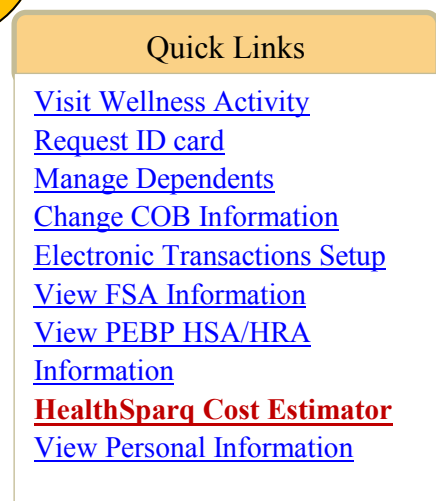 Quick Links
Visit Wellness Activity
Request ID card
Manage Dependents
Change COB Information
Electronic Transactions Setup
View FSA Information
View PEBP HSA/HRA
Information
HealthSparq Cost Estimator
View Personal Information